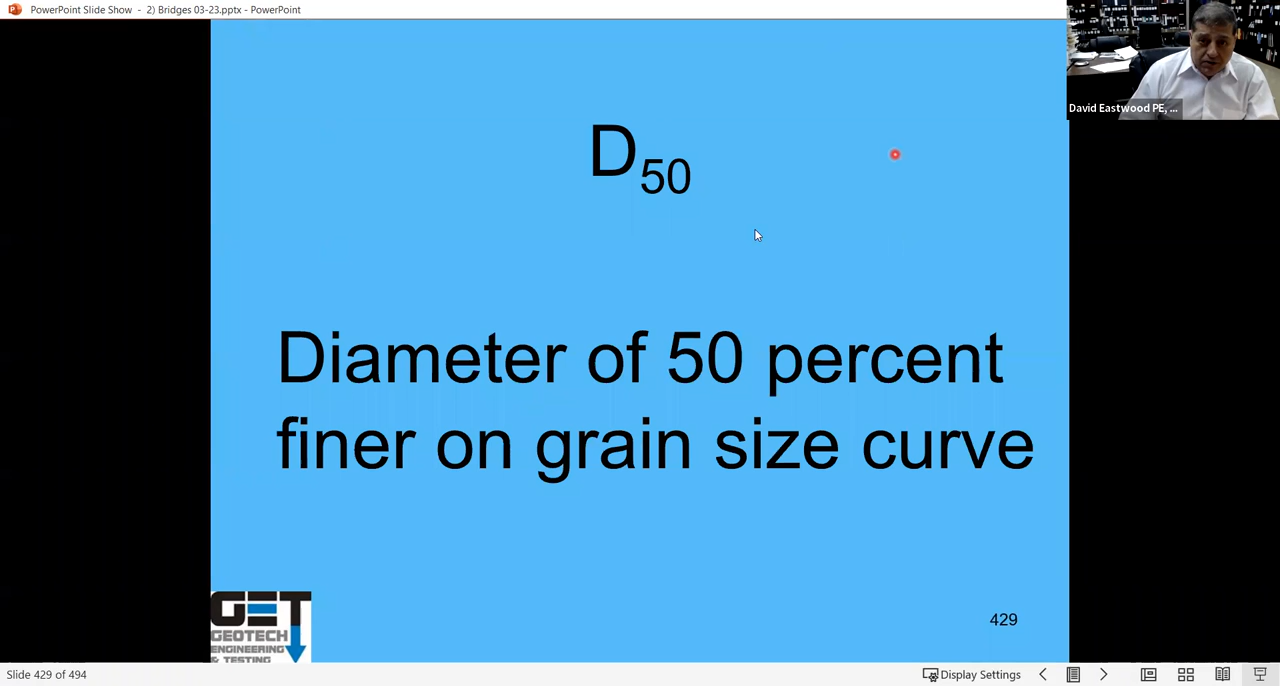 PowerPoint Slide Show - 2) Bridges 03-23.pptx - PowerPoint
David Eastwood PE, ...
D50
Diameter of 50 percent
finer on grain size curve
GET
GEOTECH
ENGINEERING
& TESTING
429
Slide 429 of 494
Display Settings